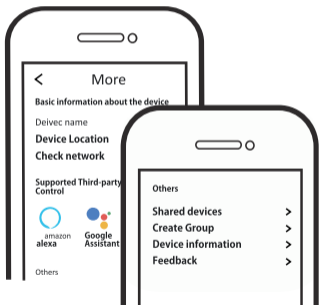 More
Basic information about the device
Deivec name
Device Location
Check network
Supported Third-party
Control
amazon
alexa
Google
Assistant
Others
Others
Shared devices
Create Group
Device information
Feedback